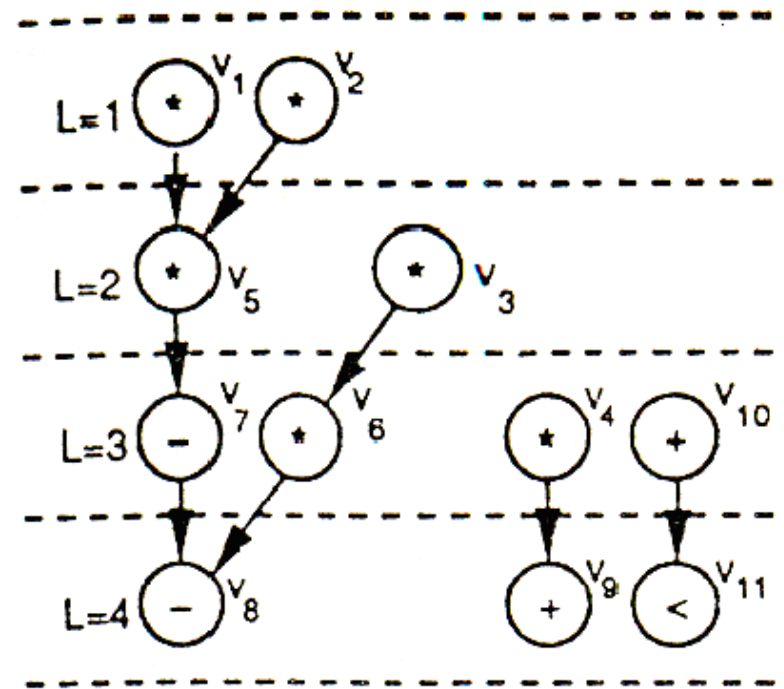 L=1 * V1 * V2
L=2 * V5 * V3
L=3 - V7 * V6 * V4 + V10
L=4 - V8 + V9 < V11